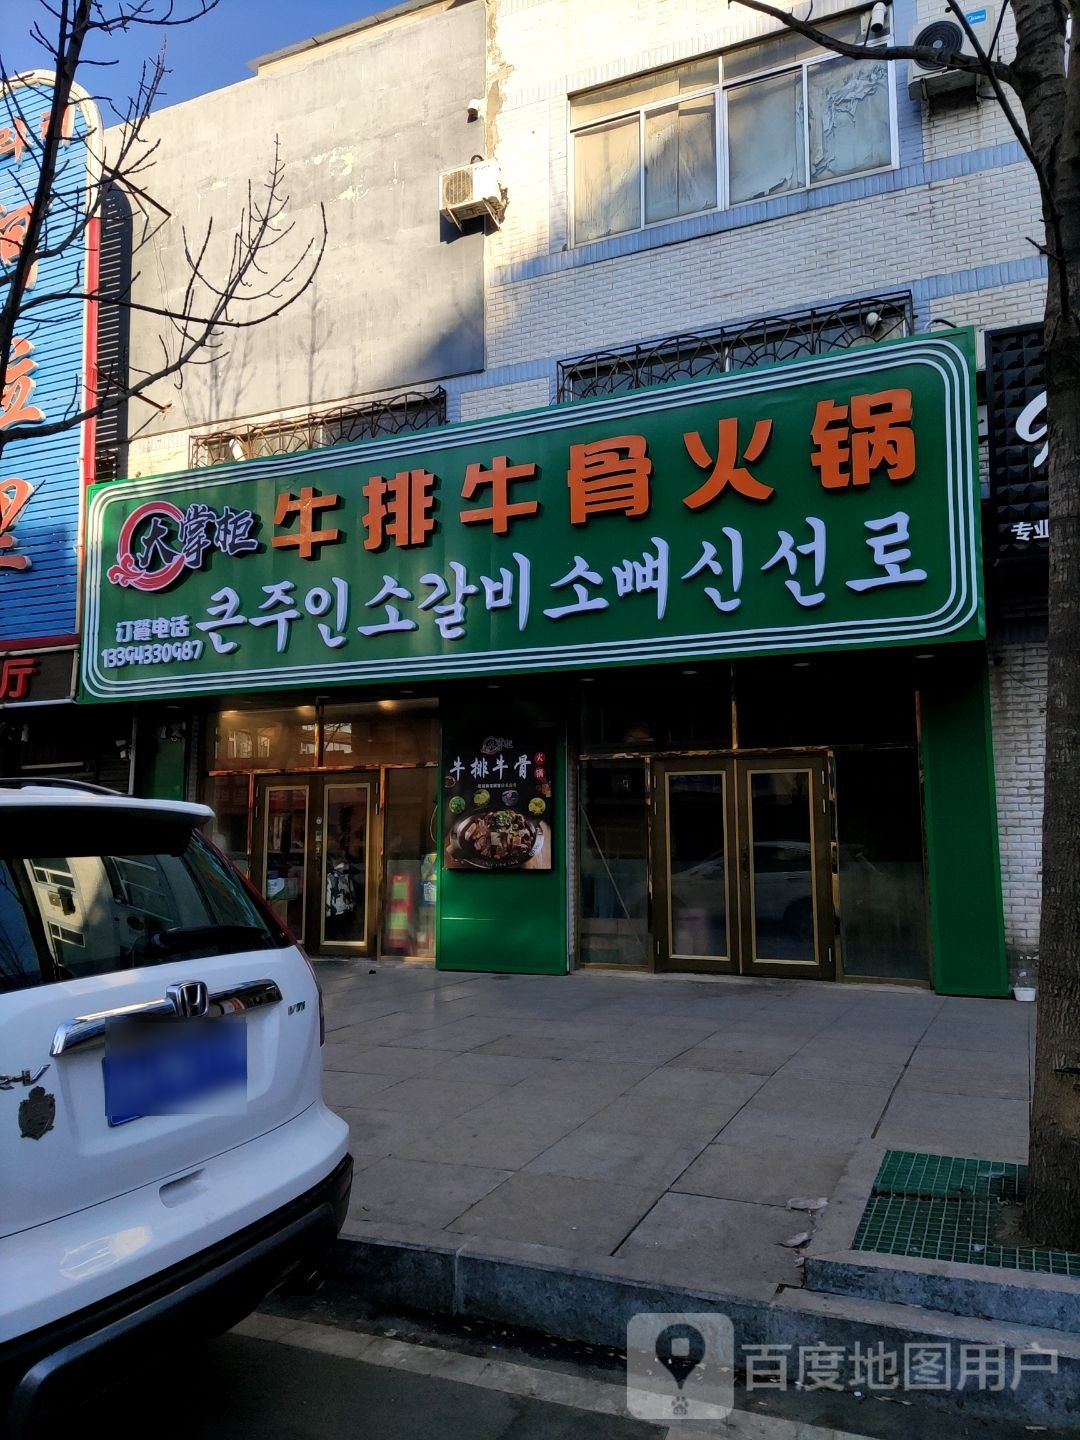 大掌柜 牛排牛骨火锅
큰주인소갈비소뼈신선로
订餐电话
13394330987
牛排牛骨
火锅
厅
专业
百度地图用户